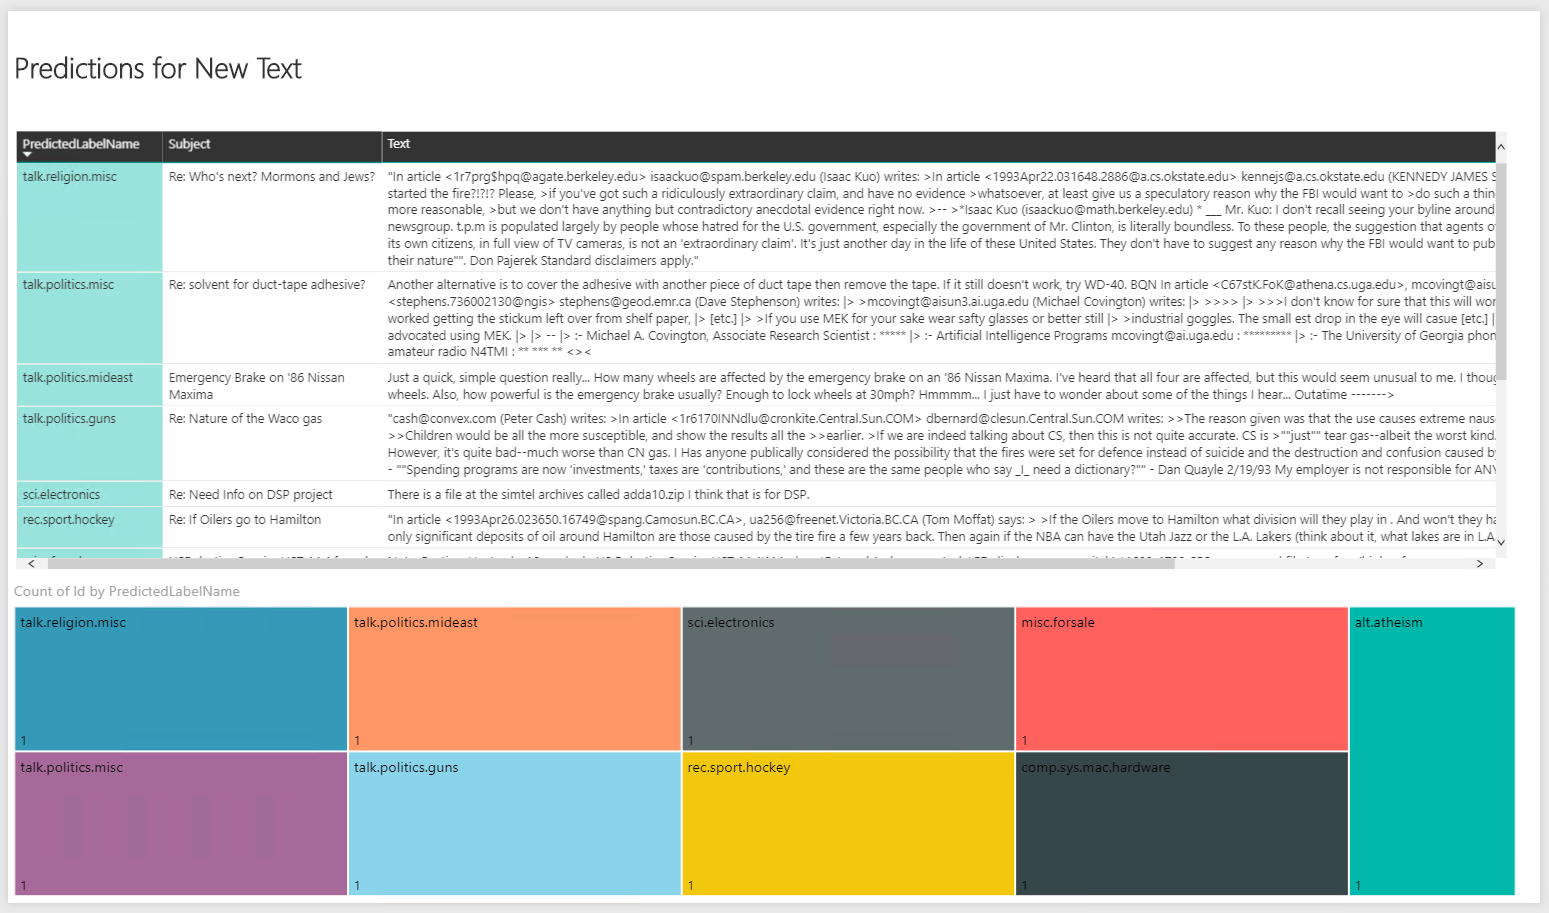 Predictions for New Text
PredictedLabelName Subject Text
talk.religion.misc Re: Who's next? Mormons and Jews? "In article <1r7prg$hpq@agate.berkeley.edu> isaackuo@spam.berkeley.edu (Isaac Kuo) writes: >In article <1993Apr22.031648.2886@a.cs.okstate.edu> kennejs@a.cs.okstate.edu (KENNEDY JAMES S
started the fire?!?!? Please, >if you've got such a ridiculously extraordinary claim, and have no evidence >whatsoever, at least give us a speculatory reason why the FBI would want to >do such a thin
more reasonable, >but we don't have anything but contradictory anecdotal evidence right now. >-- >*Isaac Kuo (isaackuo@math.berkeley.edu) * ___ Mr. Kuo: I don't recall seeing your byline around
newsgroup. t.p.m is populated largely by people whose hatred for the U.S. government, especially the government of Mr. Clinton, is literally boundless. To these people, the suggestion that agents o
its own citizens, in full view of TV cameras, is not an 'extraordinary claim'. It's just another day in the life of these United States. They don't have to suggest any reason why the FBI would want to pub
their nature"". Don Pajerek Standard disclaimers apply."
talk.politics.misc Re: solvent for duct-tape adhesive? Another alternative is to cover the adhesive with another piece of duct tape then remove the tape. If it still doesn't work, try WD-40. BQN In article <C67stK.FoK@athena.cs.uga.edu>, mcovingt@aisu
<stephens.736002130@ngis> stephens@geod.emr.ca (Dave Stephenson) writes: |> >mcovingt@aisun3.ai.uga.edu (Michael Covington) writes: |> >>>> |> >>>I don't know for sure that this will wor
worked getting the stickum left over from shelf paper, |> [etc.] |> >If you use MEK for your sake wear safty glasses or better still |> >industrial goggles. The small est drop in the eye will casue [etc.] |
advocated using MEK. |> |> -- |> :- Michael A. Covington, Associate Research Scientist : ***** |> :- Artificial Intelligence Programs mcovingt@ai.uga.edu : ********* |> :- The University of Georgia phon
amateur radio N4TMI : ** *** ** <><
talk.politics.mideast Emergency Brake on '86 Nissan Just a quick, simple question really... How many wheels are affected by the emergency brake on an '86 Nissan Maxima. I've heard that all four are affected, but this would seem unusual to me. I thoug
Maxima wheels. Also, how powerful is the emergency brake usually? Enough to lock wheels at 30mph? Hmmmm... I just have to wonder about some of the things I hear... Outatime ------->
talk.politics.guns Re: Nature of the Waco gas "cash@convex.com (Peter Cash) writes: >In article <1r6170INNdlu@cronkite.Central.Sun.COM> dbernard@clesun.Central.Sun.COM writes: >>The reason given was that the use causes extreme naus
>>Children would be all the more susceptible, and show the results all the >>earlier. >If we are indeed talking about CS, then this is not quite accurate. CS is >""just"" tear gas--albeit the worst kind.
However, it's quite bad--much worse than CN gas. I Has anyone publically considered the possibility that the fires were set for defence instead of suicide and the destruction and confusion caused by
- ""Spending programs are now 'investments,' taxes are 'contributions,' and these are the same people who say _I_ need a dictionary?"" - Dan Quayle 2/19/93 My employer is not responsible for ANY
sci.electronics Re: Need Info on DSP project There is a file at the simtel archives called adda10.zip I think that is for DSP.
rec.sport.hockey Re: If Oilers go to Hamilton "In article <1993Apr26.023650.16749@spang.Camosun.BC.CA>, ua256@freenet.Victoria.BC.CA (Tom Moffat) says: > >If the Oilers move to Hamilton what division will they play in . And won't they ha
only significant deposits of oil around Hamilton are those caused by the tire fire a few years back. Then again if the NBA can have the Utah Jazz or the L.A. Lakers (think about it, what lakes are in L.A.
Count of Id by PredictedLabelName
talk.religion.misc talk.politics.mideast sci.electronics misc.forsale alt.atheism
1 1 1 1
talk.politics.misc talk.politics.guns rec.sport.hockey comp.sys.mac.hardware
1 1 1 1 1